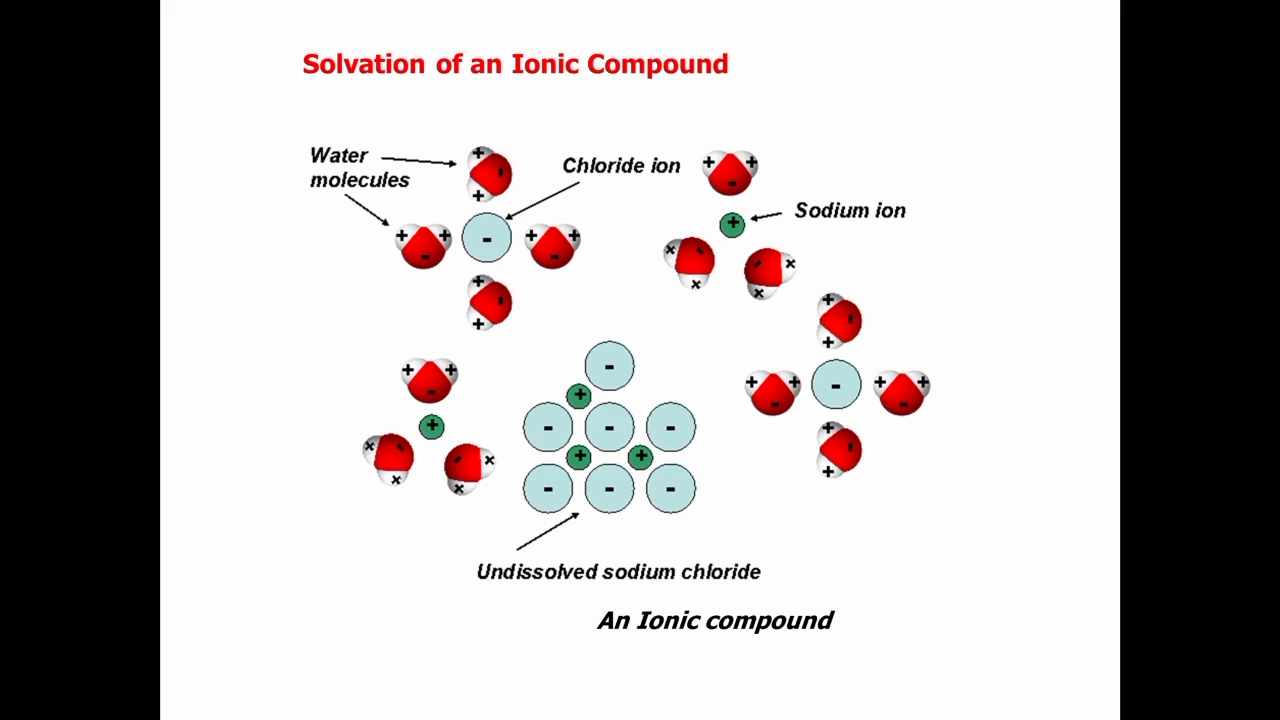 Solvation of an Ionic Compound
Water
molecules
Chloride ion
Sodium ion
Undissolved sodium chloride
An Ionic compound